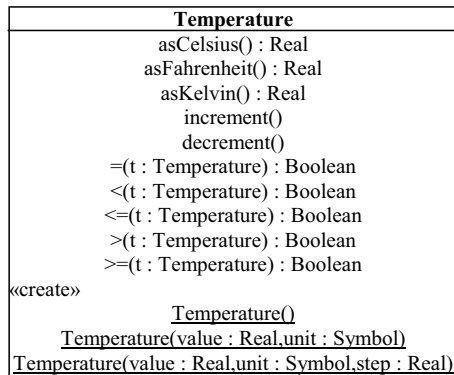 Temperature
asCelsius() : Real
asFahrenheit() : Real
asKelvin() : Real
increment()
decrement()
=(t : Temperature) : Boolean
<(t : Temperature) : Boolean
<=(t : Temperature) : Boolean
>(t : Temperature) : Boolean
>=(t : Temperature) : Boolean
«create»
Temperature()
Temperature(value : Real,unit : Symbol)
Temperature(value : Real,unit : Symbol,step : Real)